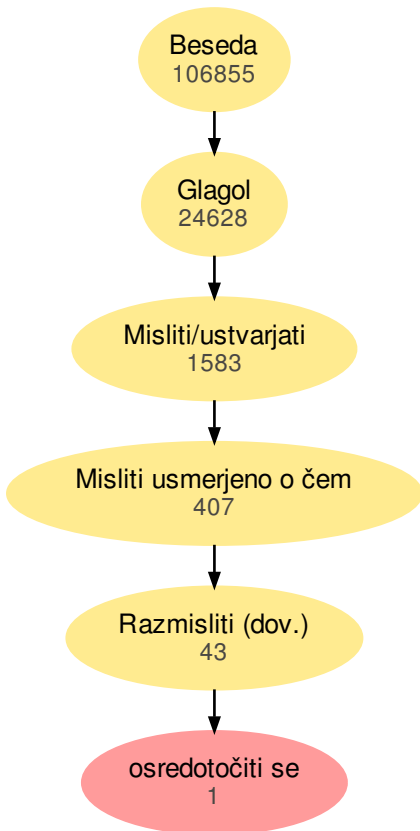 Beseda
106855
Glagol
24628
Misliti/ustvarjati
1583
Misliti usmerjeno o čem
407
Razmisliti (dov.)
43
osredotočiti se
1